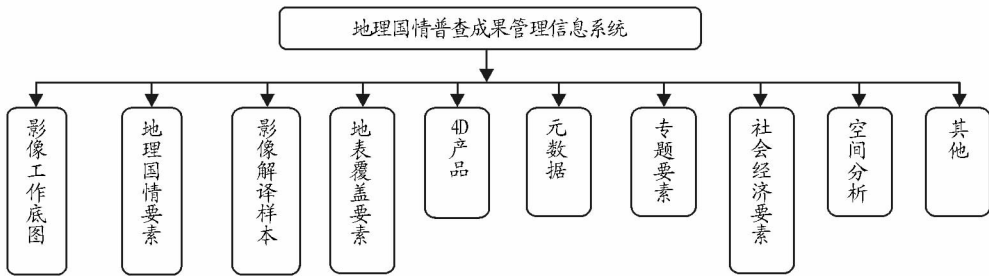 地理国情普查成果管理信息系统
影像工作底图
地理国情要素
影像解译样本
地表覆盖要素
4D产品
元数据
专题要素
社会经济要素
空间分析
其他